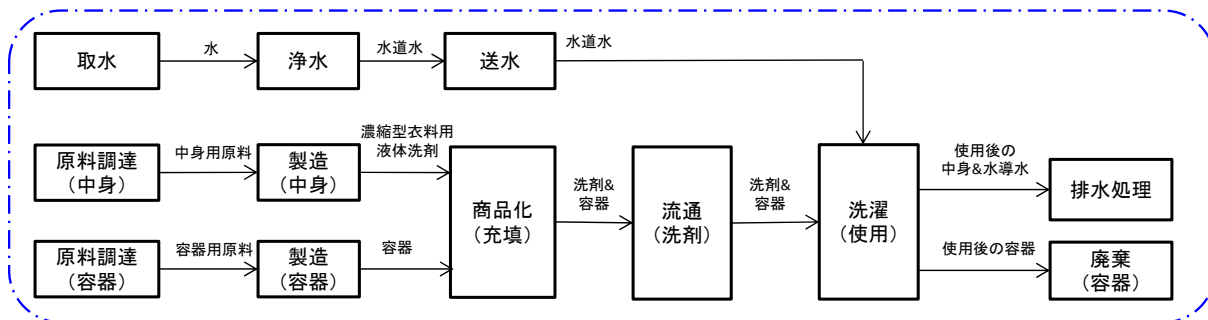 取水
水
浄水
水道水
送水
水道水
原料調達
（中身）
中身用原料
製造
（中身）
濃縮型衣料用
液体洗剤
原料調達
（容器）
容器用原料
製造
（容器）
容器
商品化
（充填）
洗剤&
容器
流通
（洗剤）
洗剤&
容器
洗濯
（使用）
使用後の
中身&水導水
排水処理
使用後の容器
廃棄
（容器）